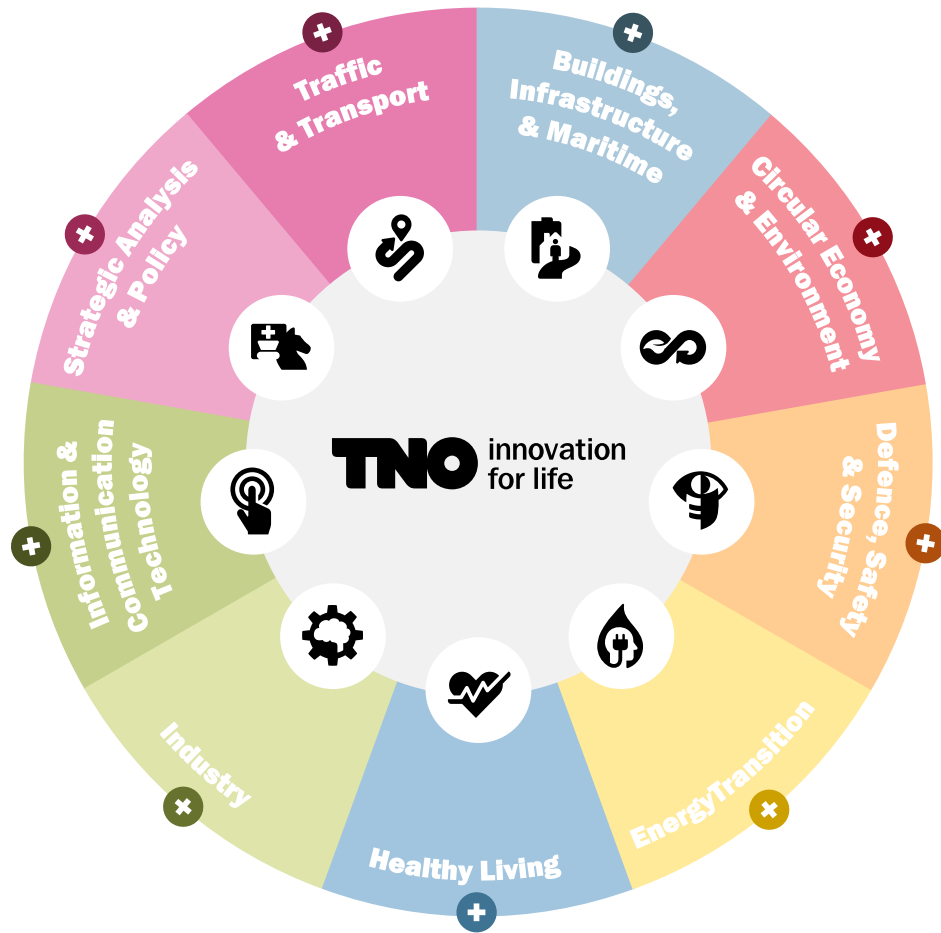 Traffic
& Transport
Buildings,
Infrastructure
& Maritime
Circular Economy
& Environment
Defence, Safety
& Security
EnergyTransition
Healthy Living
Industry
Information &
Communication
Technology
Strategic Analysis
& Policy
TNO innovation
for life